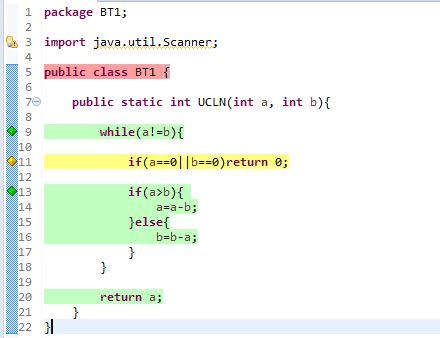 1 package BT1;
2
3 import java.util.Scanner;
4
5 public class BT1 {
6
7 public static int UCLN(int a, int b){
8
9 while(a!=b){
10
11 if(a==0||b==0)return 0;
12
13 if(a>b){
14 a=a-b;
15 }else{
16 b=b-a;
17 }
18 }
19
20 return a;
21 }
22 }